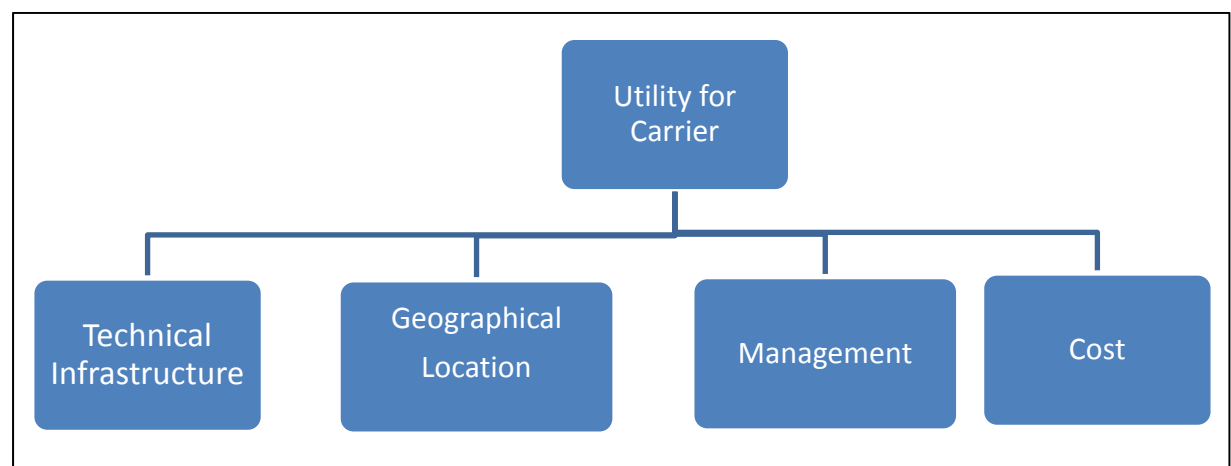 Utility for
Carrier
Technical
Infrastructure
Geographical
Location
Management
Cost